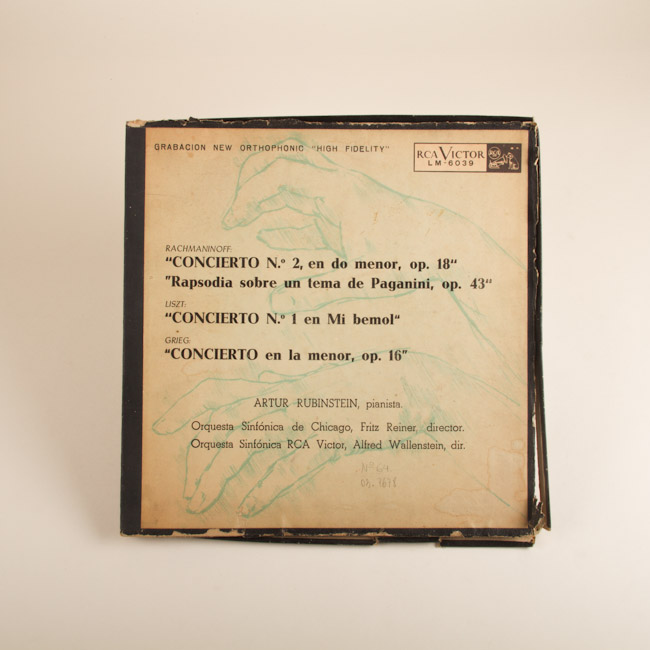 GRABACION NEW ORTHOPHONIC "HIGH FIDELITY"
RCA VICTOR
LM-6039
RACHMANINOFF:
"CONCIERTO N.º 2, en do menor, op. 18"
"Rapsodia sobre un tema de Paganini, op. 43"
LISZT:
"CONCIERTO N.º 1 en Mi bemol"
GRIEG:
"CONCIERTO en la menor, op. 16"
ARTUR RUBINSTEIN, pianista.
Orquesta Sinfónica de Chicago, Fritz Reiner, director.
Orquesta Sinfónica RCA Victor, Alfred Wallenstein, dir.